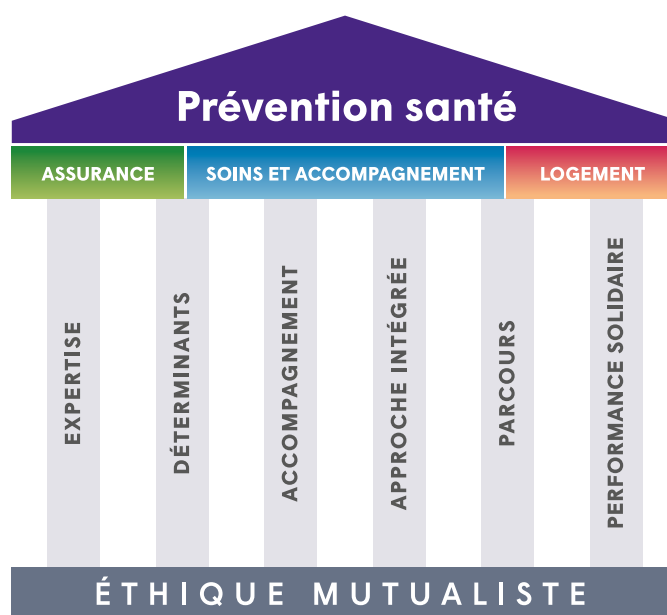 Prévention santé
ASSURANCE
SOINS ET ACCOMPAGNEMENT
LOGEMENT
EXPERTISE
DÉTERMINANTS
ACCOMPAGNEMENT
APPROCHE INTÉGRÉE
PARCOURS
PERFORMANCE SOLIDAIRE
ÉTHIQUE MUTUALISTE